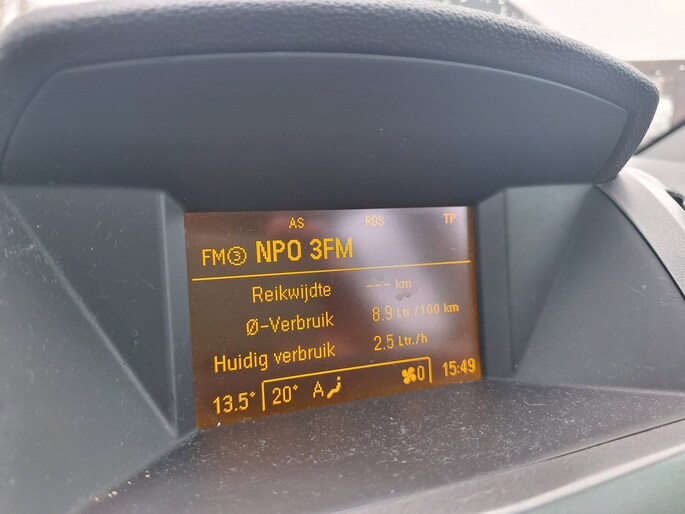 AS RDS TP
FM③ NPO 3FM
Reikwijdte --- km
Ø-Verbruik 8.9 Ltr./100 km
Huidig verbruik 2.5 Ltr./h
13.5° 20° A 0 15:49